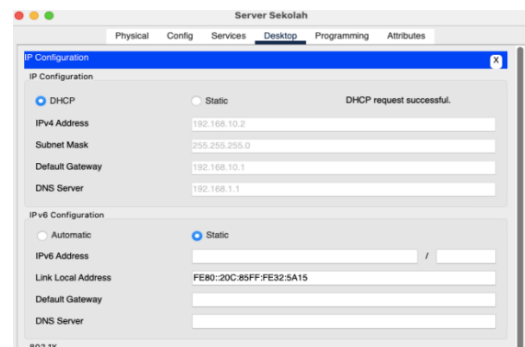 Server Sekolah
Physical Config Services Desktop Programming Attributes
IP Configuration X
IP Configuration
DHCP Static DHCP request successful.
IPv4 Address 192.168.10.2
Subnet Mask 255.255.255.0
Default Gateway 192.168.10.1
DNS Server 192.168.1.1
IPv6 Configuration
Automatic Static
IPv6 Address /
Link Local Address FE80::20C:85FF:FE32:5A15
Default Gateway
DNS Server
802.1X